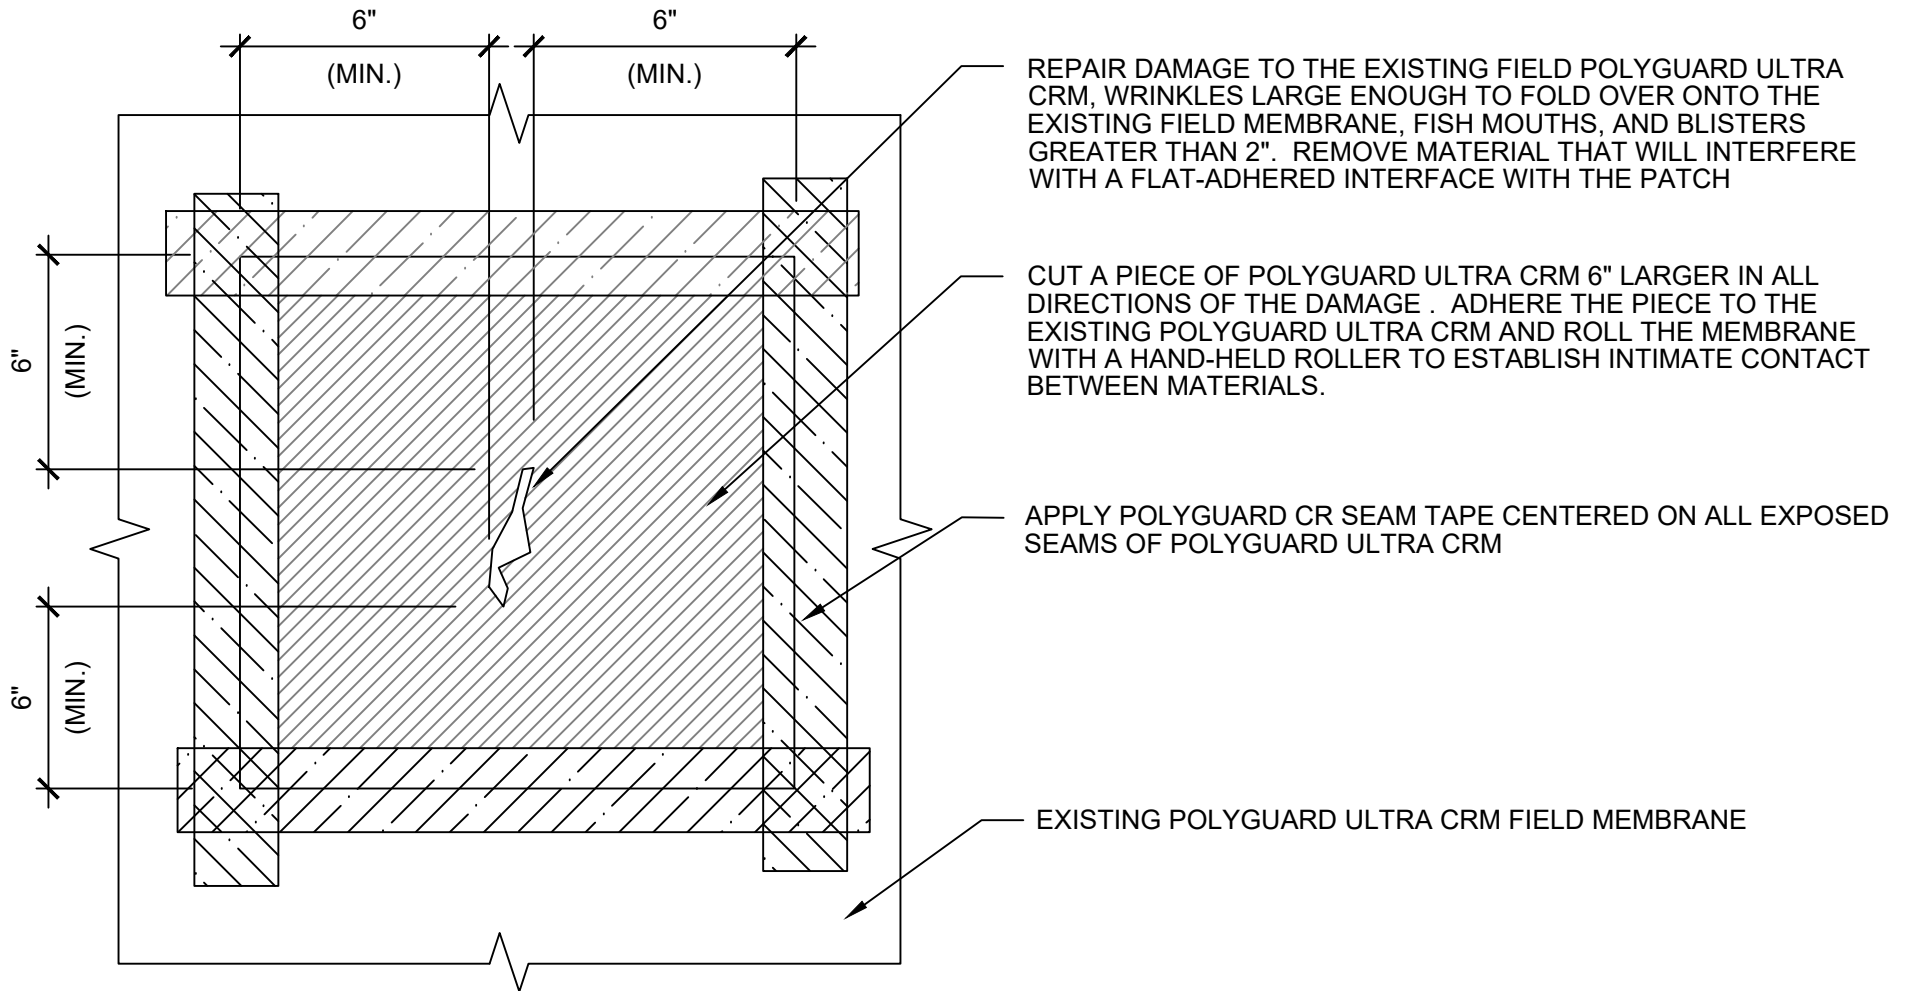 6" 6"
(MIN.) (MIN.)
REPAIR DAMAGE TO THE EXISTING FIELD POLYGUARD ULTRA
CRM, WRINKLES LARGE ENOUGH TO FOLD OVER ONTO THE
EXISTING FIELD MEMBRANE, FISH MOUTHS, AND BLISTERS
GREATER THAN 2". REMOVE MATERIAL THAT WILL INTERFERE
WITH A FLAT-ADHERED INTERFACE WITH THE PATCH
CUT A PIECE OF POLYGUARD ULTRA CRM 6" LARGER IN ALL
DIRECTIONS OF THE DAMAGE . ADHERE THE PIECE TO THE
EXISTING POLYGUARD ULTRA CRM AND ROLL THE MEMBRANE
WITH A HAND-HELD ROLLER TO ESTABLISH INTIMATE CONTACT
BETWEEN MATERIALS.
6"
(MIN.)
APPLY POLYGUARD CR SEAM TAPE CENTERED ON ALL EXPOSED
SEAMS OF POLYGUARD ULTRA CRM
6"
(MIN.)
EXISTING POLYGUARD ULTRA CRM FIELD MEMBRANE